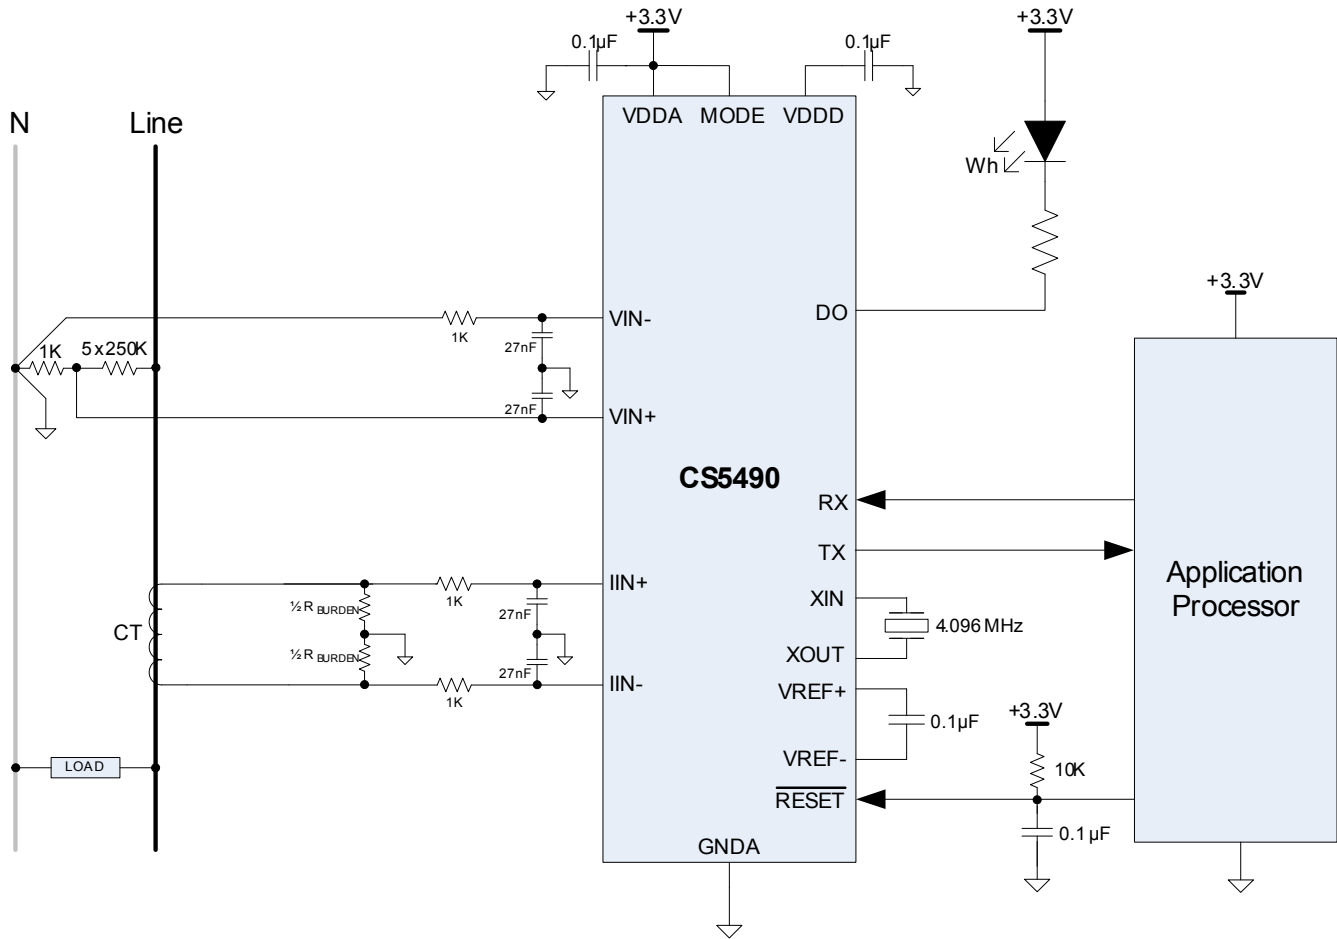 +3.3V
+3.3V
0.1µF
0.1µF
N
Line
VDDA MODE VDDD
Wh
+3.3V
DO
VIN-
1K
27nF
1K
5x250K
27nF
VIN+
CS5490
RX
TX
Application
Processor
IIN+
XIN
1K
½ R BURDEN
27nF
4.096 MHz
CT
½ R BURDEN
27nF
XOUT
IIN-
VREF+
1K
+3.3V
0.1µF
VREF-
LOAD
10K
RESET
0.1µF
GNDA